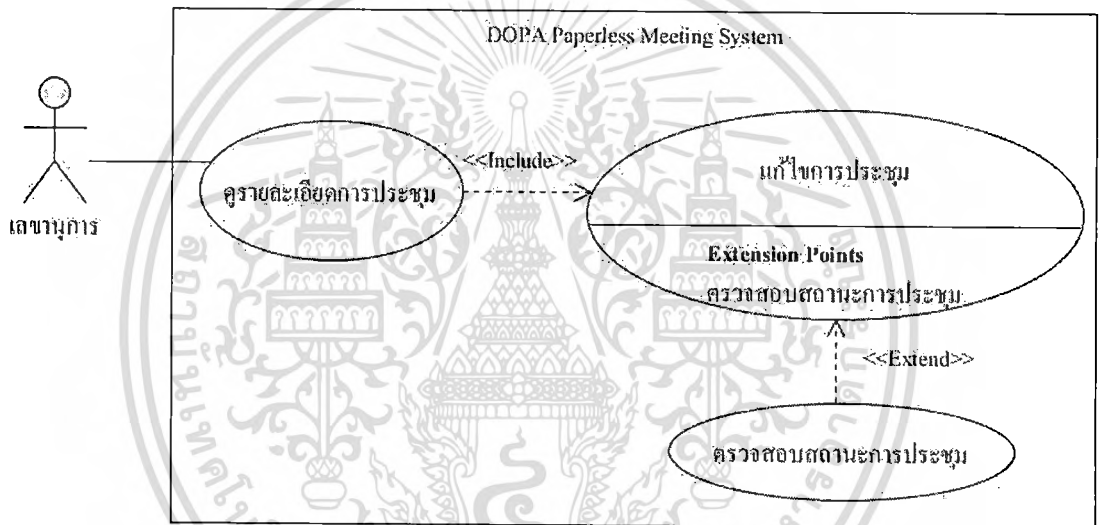 DOPA Paperless Meeting System
เลขานุการ
ดูรายละเอียดการประชุม
<<Include>>
แก้ไขการประชุม
Extension Points
ตรวจสอบสถานะการประชุม
<<Extend>>
ตรวจสอบสถานะการประชุม